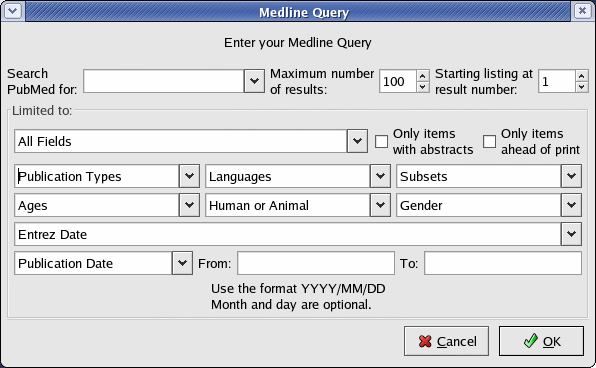 Medline Query
Enter your Medline Query
Search
PubMed for:
Maximum number
of results:
100
Starting listing at
result number:
1
Limited to:
All Fields
Only items
with abstracts
Only items
ahead of print
Publication Types
Languages
Subsets
Ages
Human or Animal
Gender
Entrez Date
Publication Date
From:
To:
Use the format YYYY/MM/DD
Month and day are optional.
Cancel
OK